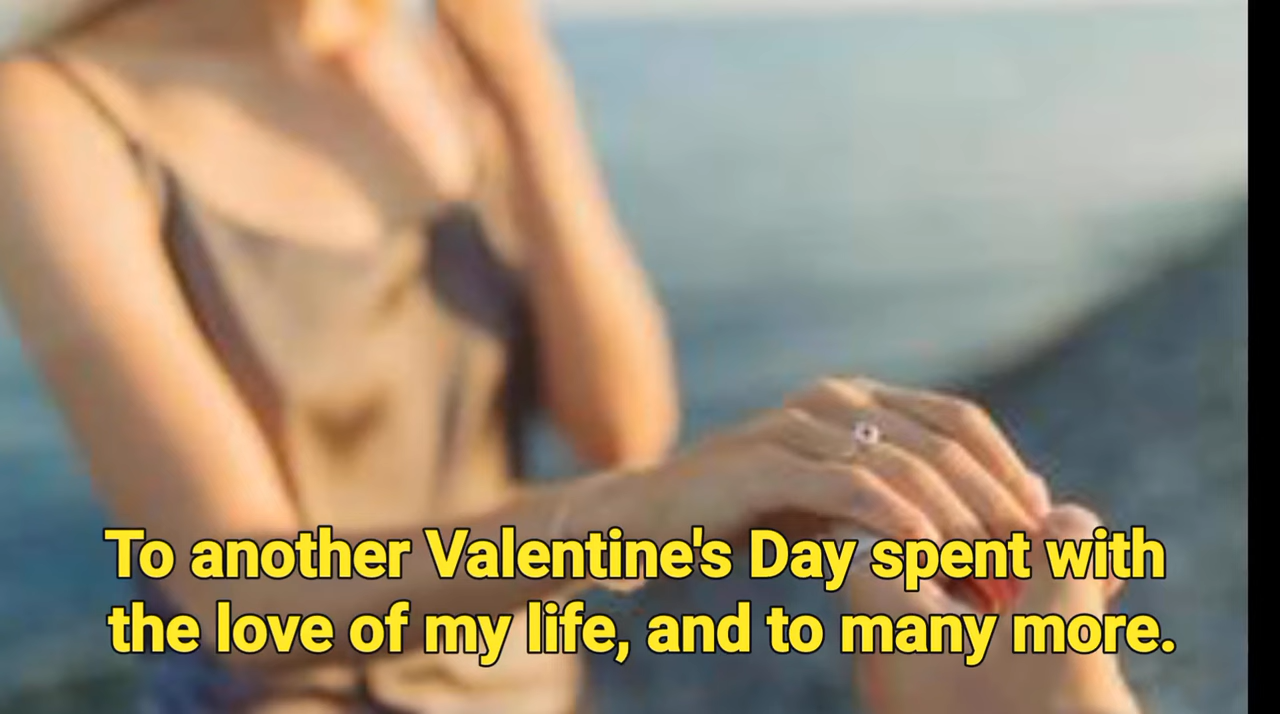 To another Valentine's Day spent with
the love of my life, and to many more.